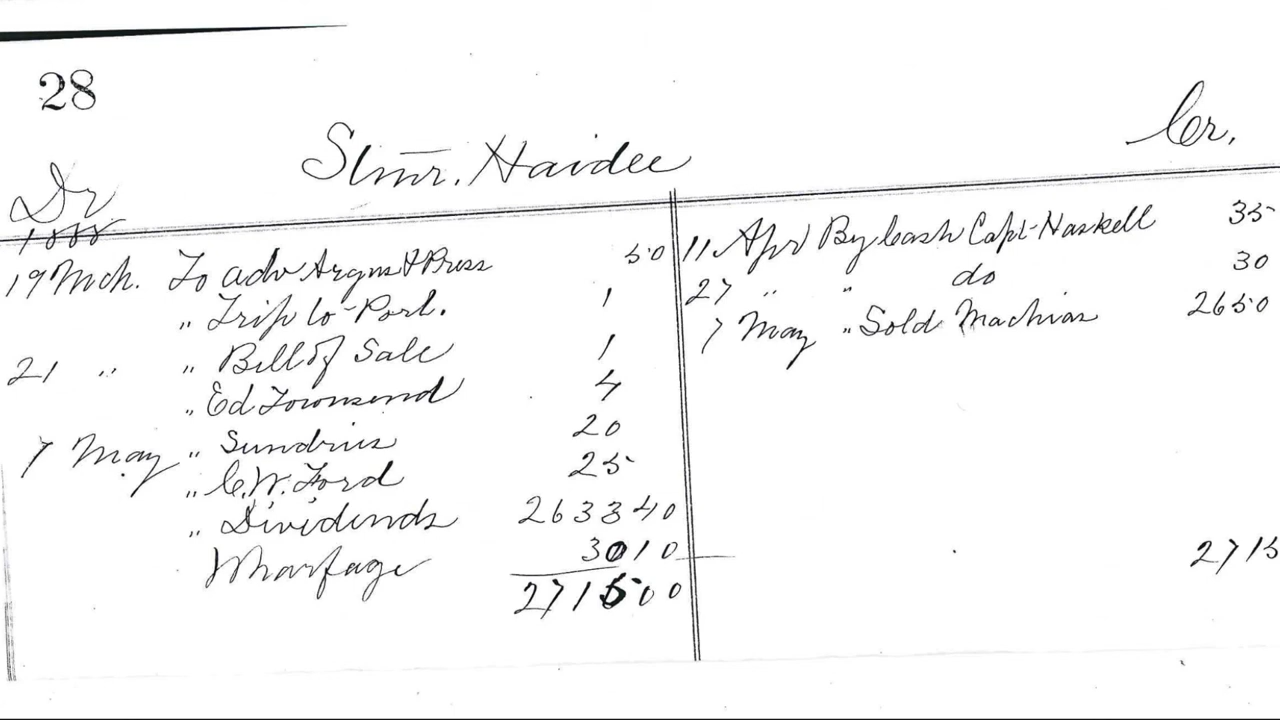 28
Stmr. Haidee
Cr.
Dr
1888
19 Mch. To adv Argus & Press 50
" Trip to Port. 1
21 " " Bill of Sale 1
" Ed Townsend 4
7 May " Sundries 20
" C. W. Ford 25
" Dividends 2633 40
Wharfage 30 10
2715 00
11 Apr By Cash Capt Haskell 35
27 " " do 30
7 May " Sold Machias 2650
2715